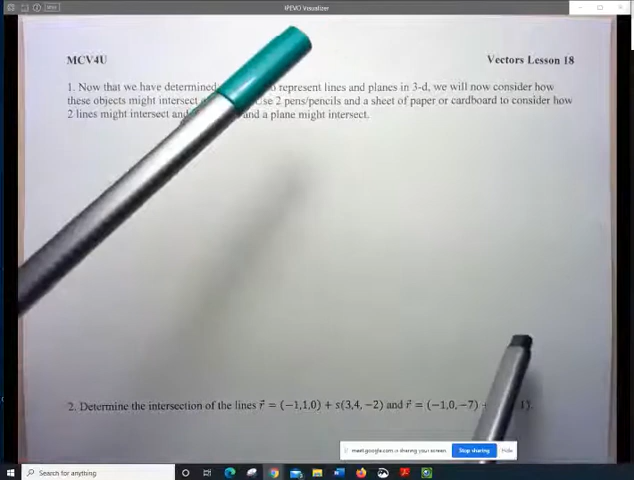 IPEVO Visualizer
MCV4U Vectors Lesson 18
1. Now that we have determined represent lines and planes in 3-d, we will now consider how
these objects might intersect use 2 pens/pencils and a sheet of paper or cardboard to consider how
2 lines might intersect and and a plane might intersect.
2. Determine the intersection of the lines r⃗ = (−1,1,0) + s(3,4,−2) and r⃗ = (−1,0,−7) + 1).
meet.google.com is sharing your screen. Stop sharing Hide
Search for anything